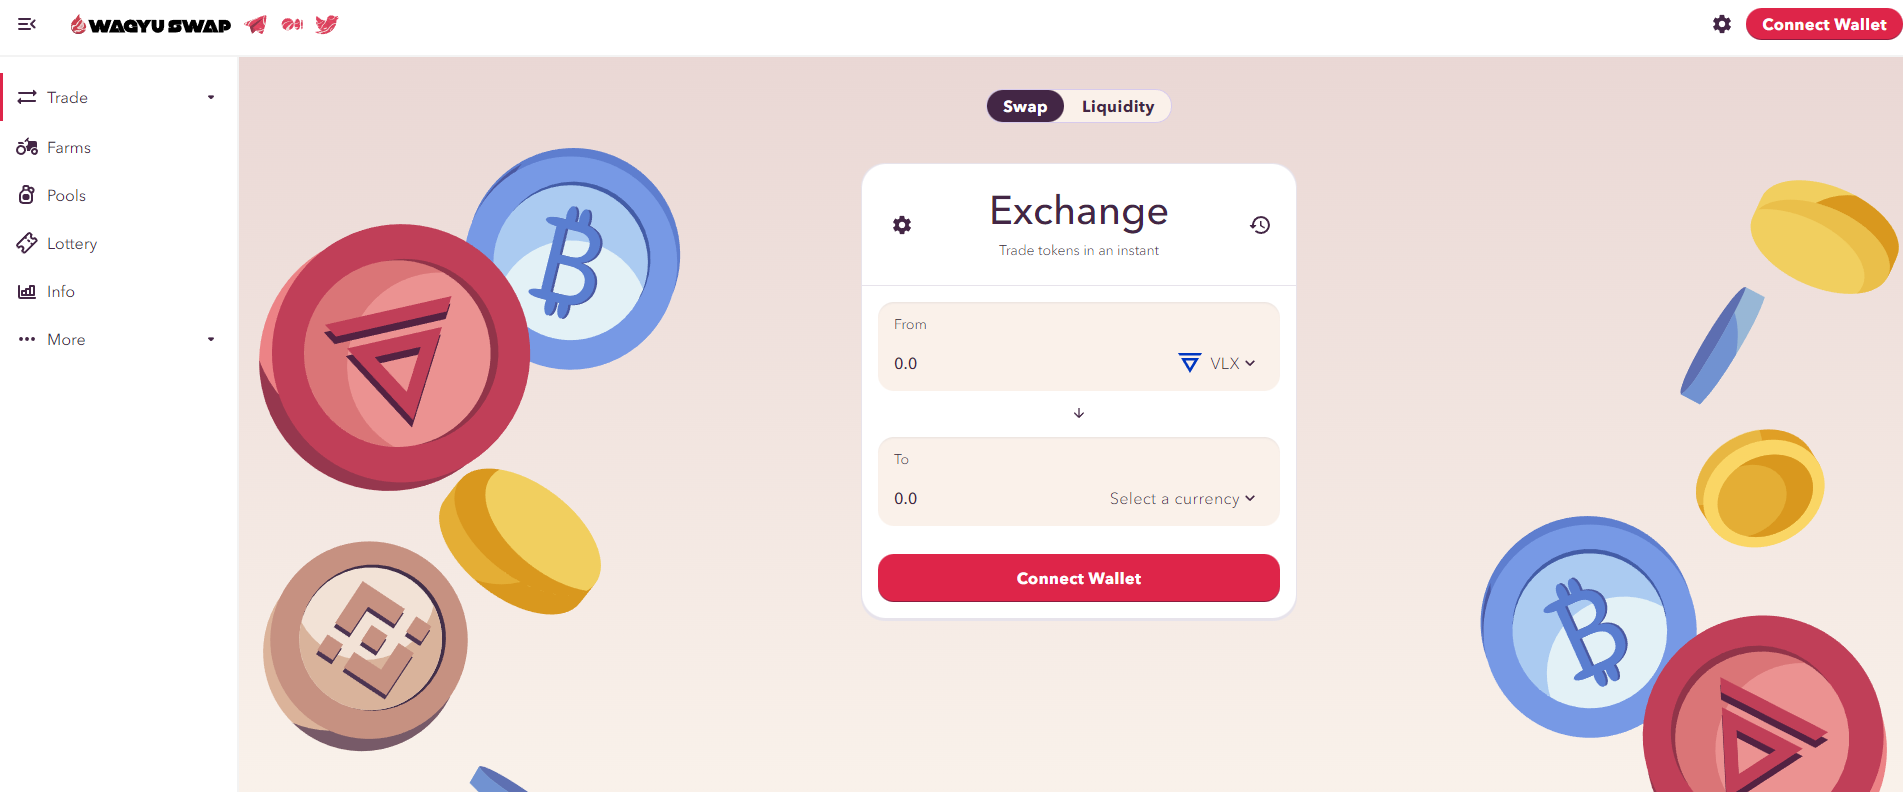 WAGYU SWAP
Connect Wallet
Trade
Farms
Pools
Lottery
Info
More
Swap
Liquidity
Exchange
Trade tokens in an instant
From
0.0
VLX
To
0.0
Select a currency
Connect Wallet